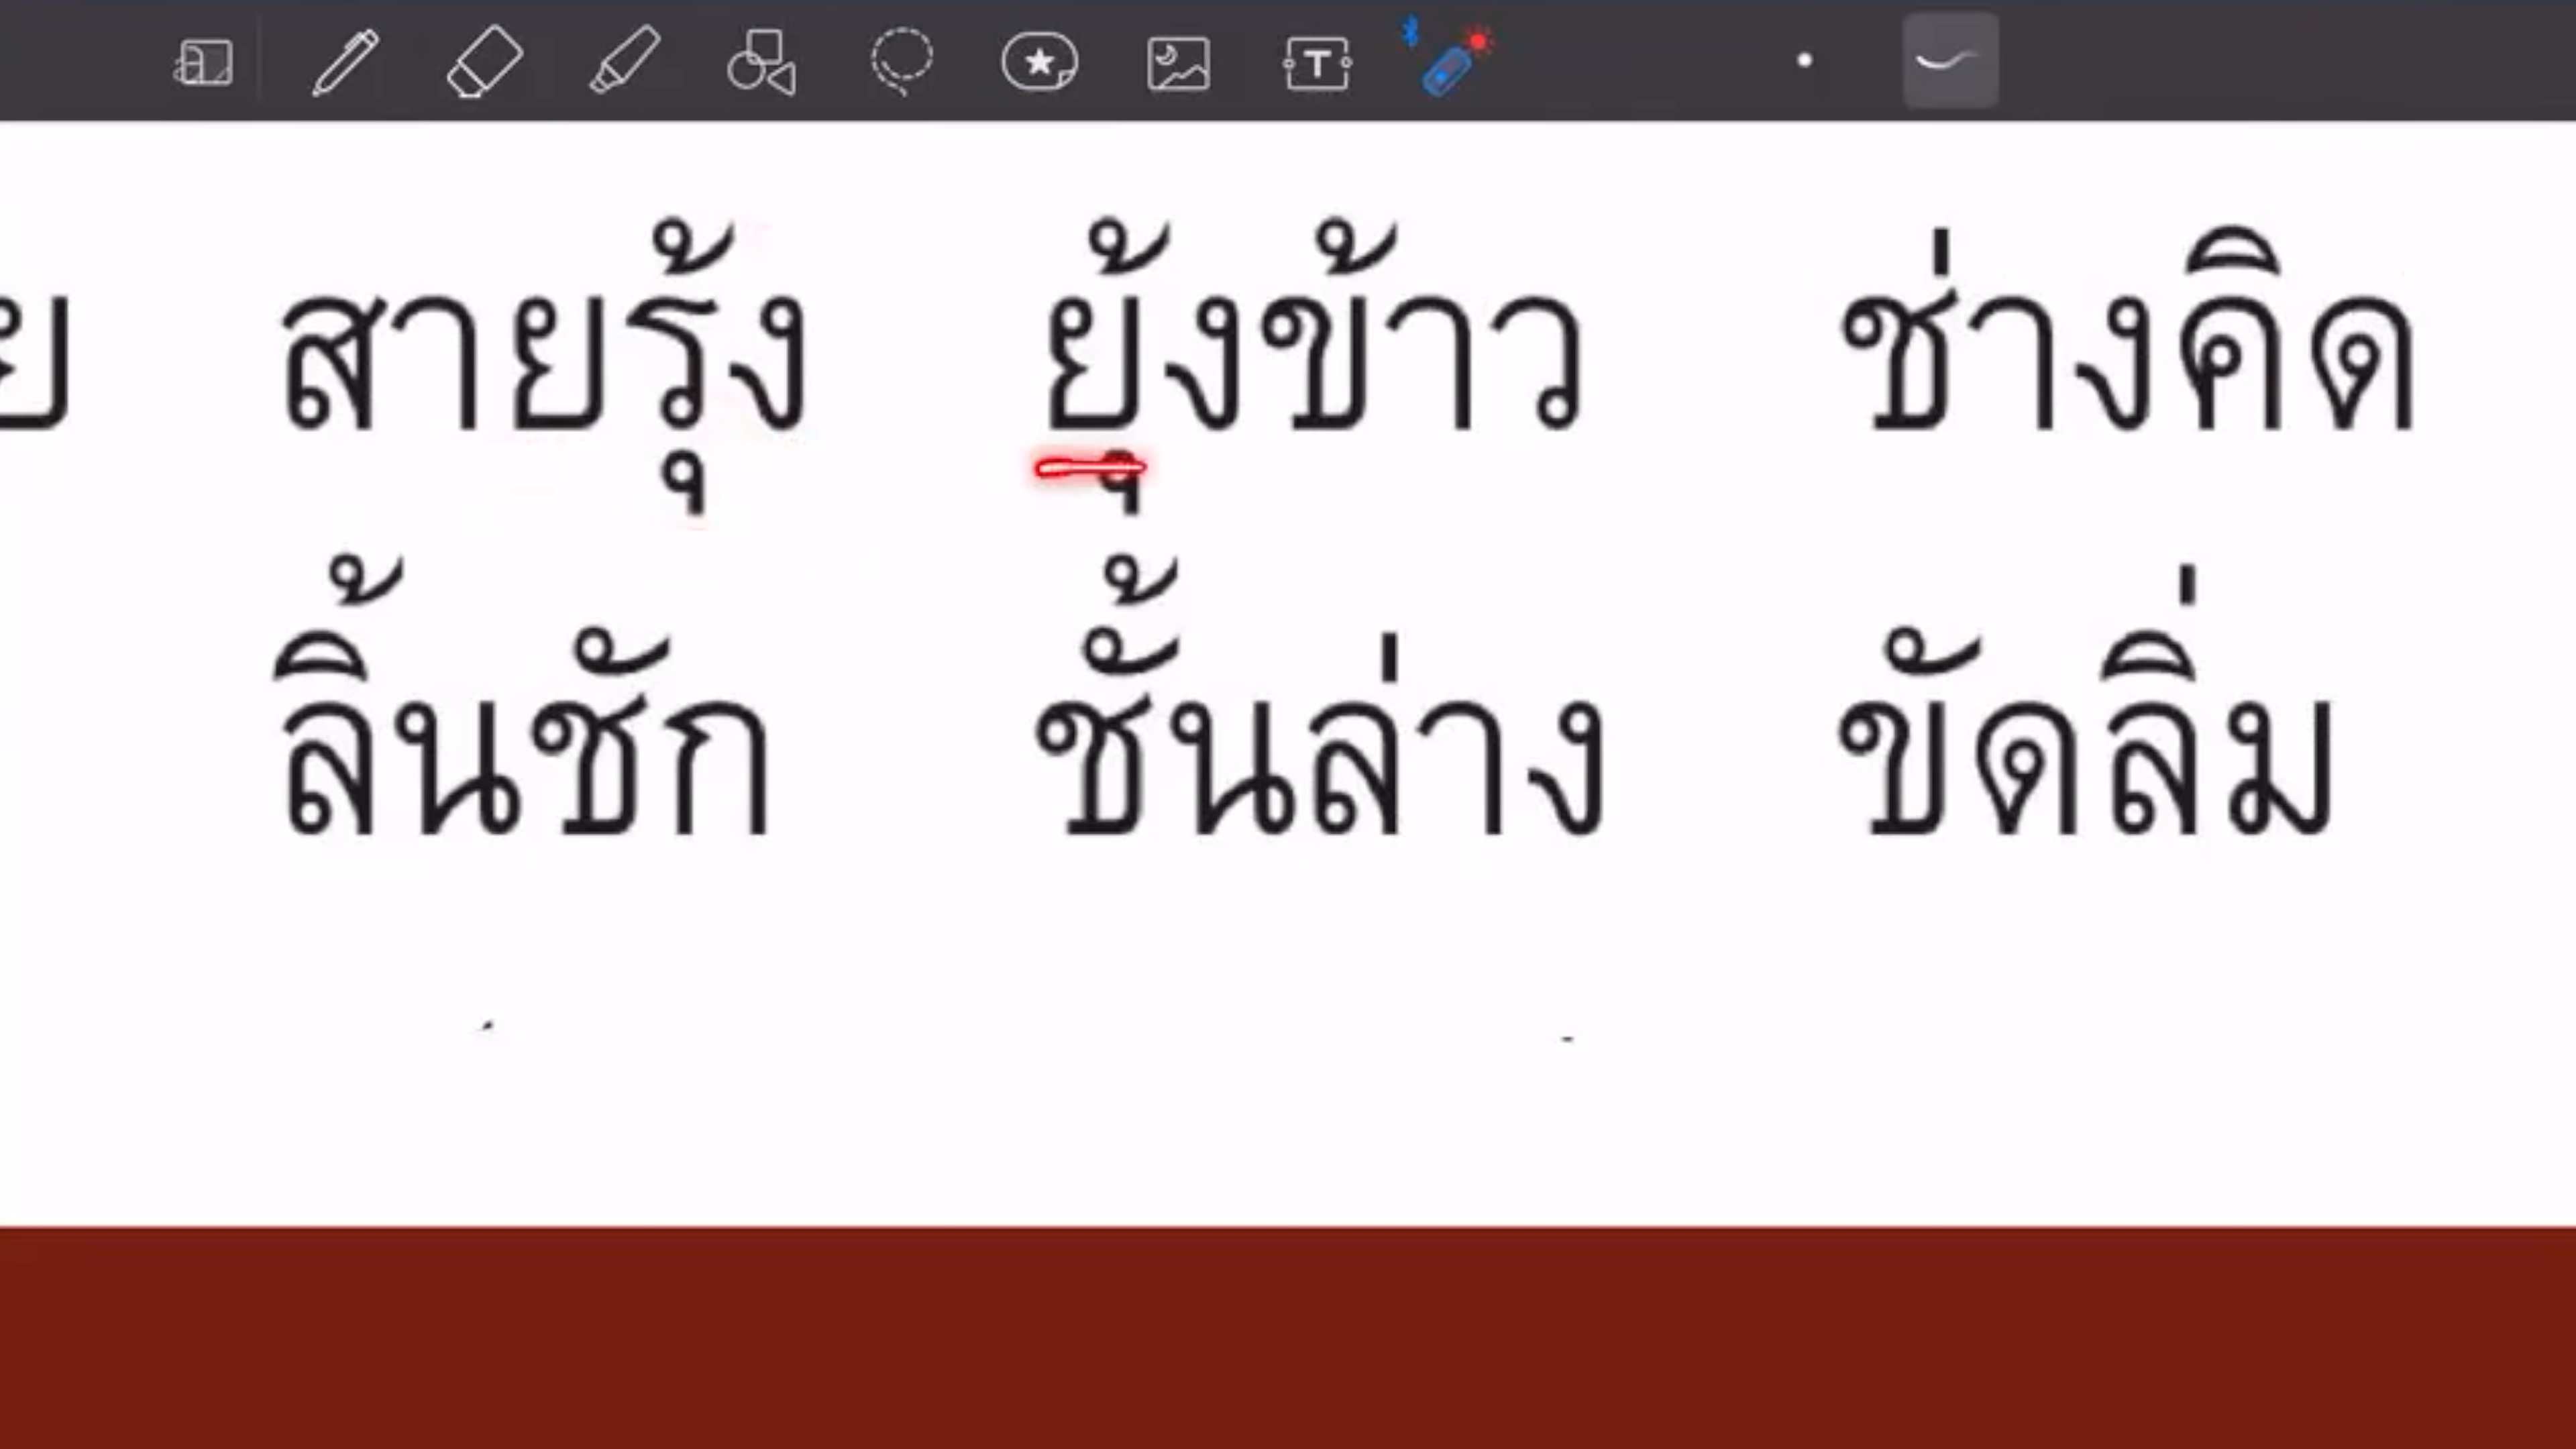 สายรุ้ง ยุ้งข้าว ช่างคิด
ลิ้นชัก ชั้นล่าง ขัดลิ่ม